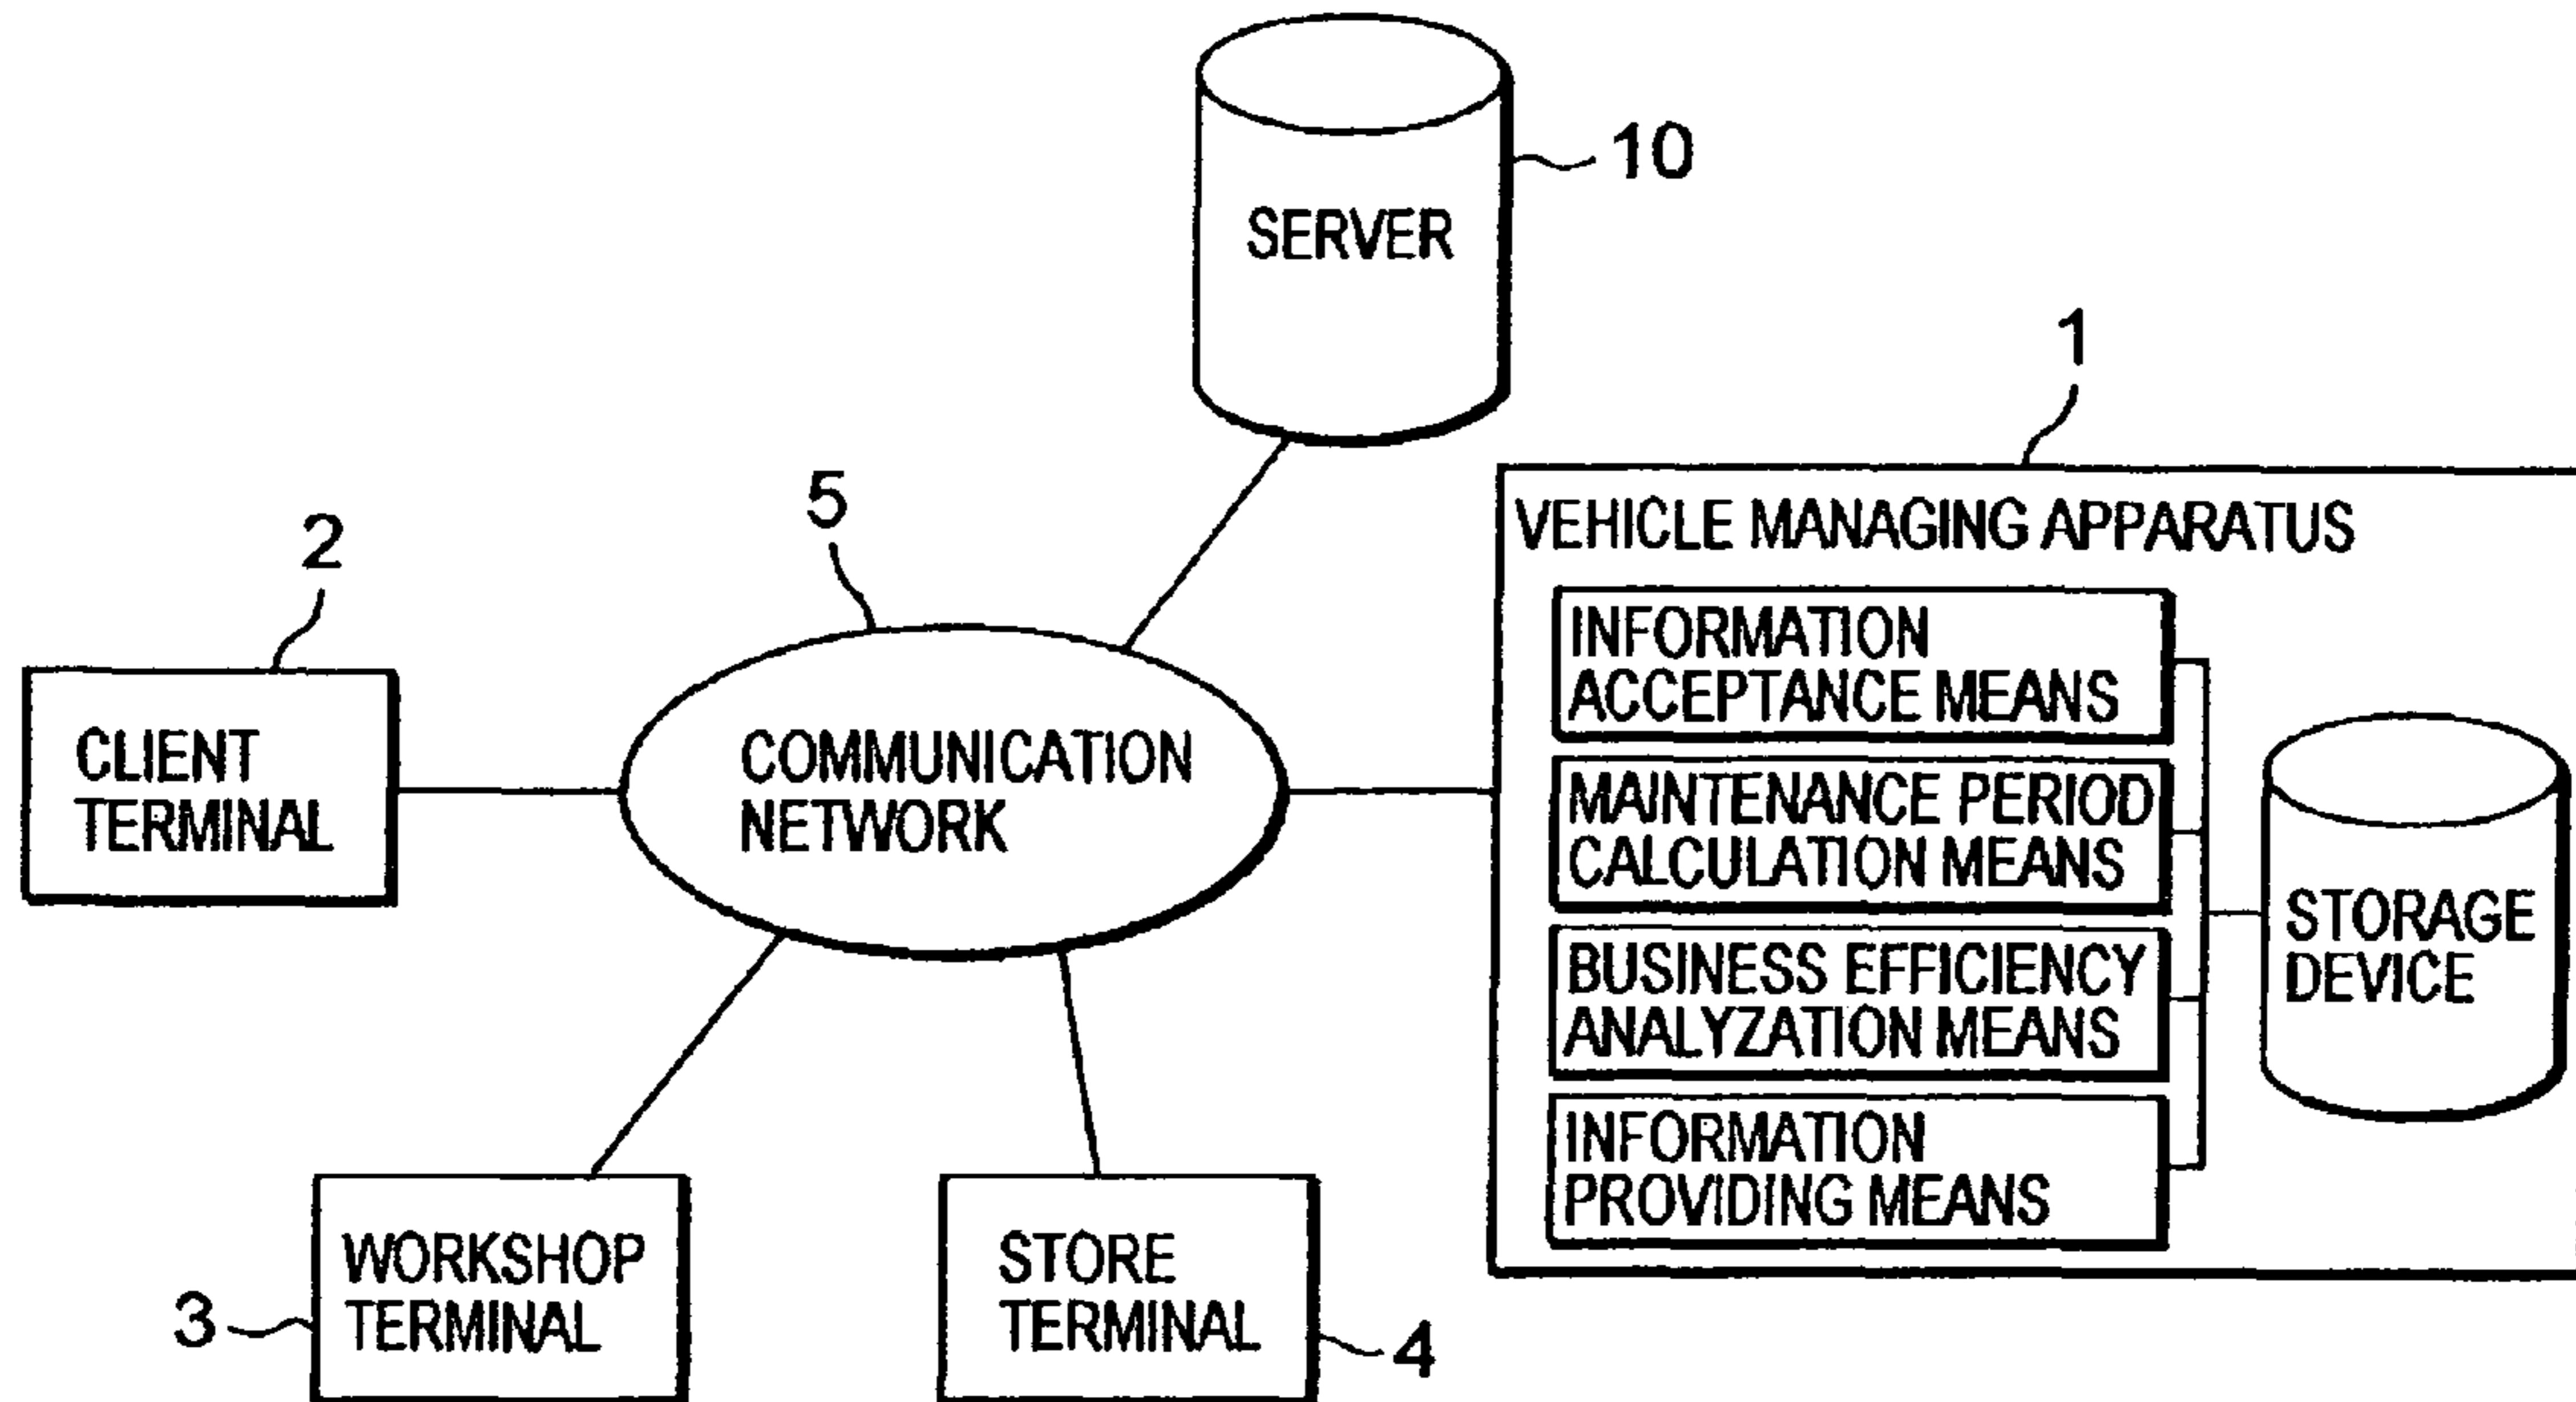 10
SERVER
1
5
VEHICLE MANAGING APPARATUS
2
INFORMATION
ACCEPTANCE MEANS
CLIENT
TERMINAL
COMMUNICATION
NETWORK
MAINTENANCE PERIOD
CALCULATION MEANS
STORAGE
DEVICE
BUSINESS EFFICIENCY
ANALYZATION MEANS
INFORMATION
PROVIDING MEANS
WORKSHOP
TERMINAL
3
STORE
TERMINAL
4